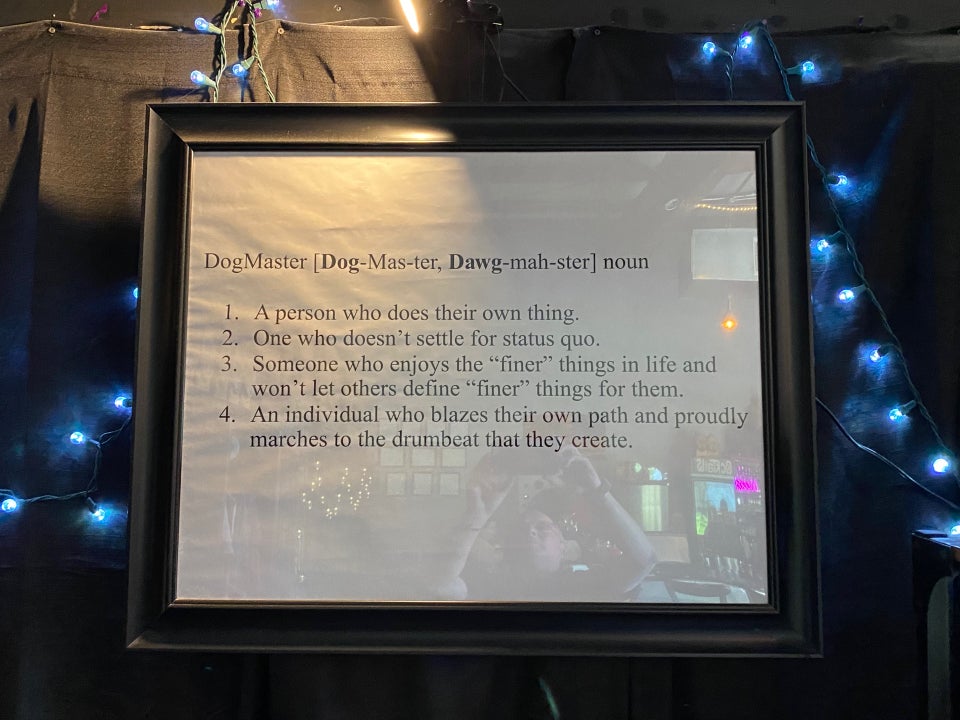 DogMaster [Dog-Mas-ter, Dawg-mah-ster] noun
1. A person who does their own thing.
2. One who doesn’t settle for status quo.
3. Someone who enjoys the “finer” things in life and
won’t let others define “finer” things for them.
4. An individual who blazes their own path and proudly
marches to the drumbeat that they create.